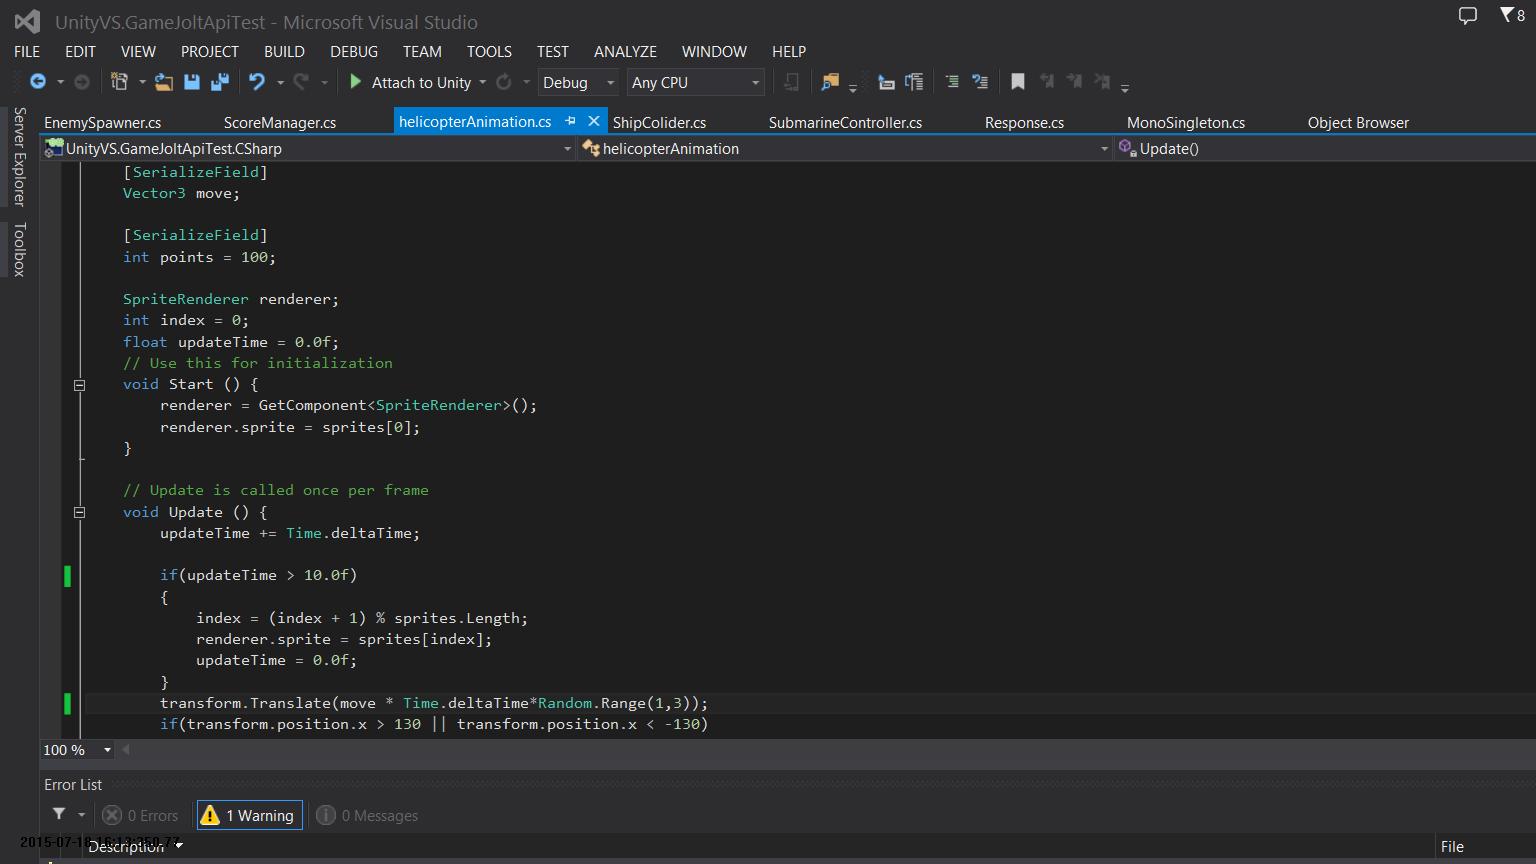 UnityVS.GameJoltApiTest - Microsoft Visual Studio
8
FILE EDIT VIEW PROJECT BUILD DEBUG TEAM TOOLS TEST ANALYZE WINDOW HELP
Attach to Unity Debug Any CPU
Server Explorer
Toolbox
EnemySpawner.cs ScoreManager.cs helicopterAnimation.cs ShipColider.cs SubmarineController.cs Response.cs MonoSingleton.cs Object Browser
UnityVS.GameJoltApiTest.CSharp helicopterAnimation Update()
[SerializeField]
Vector3 move;
[SerializeField]
int points = 100;
SpriteRenderer renderer;
int index = 0;
float updateTime = 0.0f;
// Use this for initialization
void Start () {
renderer = GetComponent<SpriteRenderer>();
renderer.sprite = sprites[0];
}
// Update is called once per frame
void Update () {
updateTime += Time.deltaTime;
if(updateTime > 10.0f)
{
index = (index + 1) % sprites.Length;
renderer.sprite = sprites[index];
updateTime = 0.0f;
}
transform.Translate(move * Time.deltaTime*Random.Range(1,3));
if(transform.position.x > 130 || transform.position.x < -130)
100 %
Error List
0 Errors 1 Warning 0 Messages
Description File